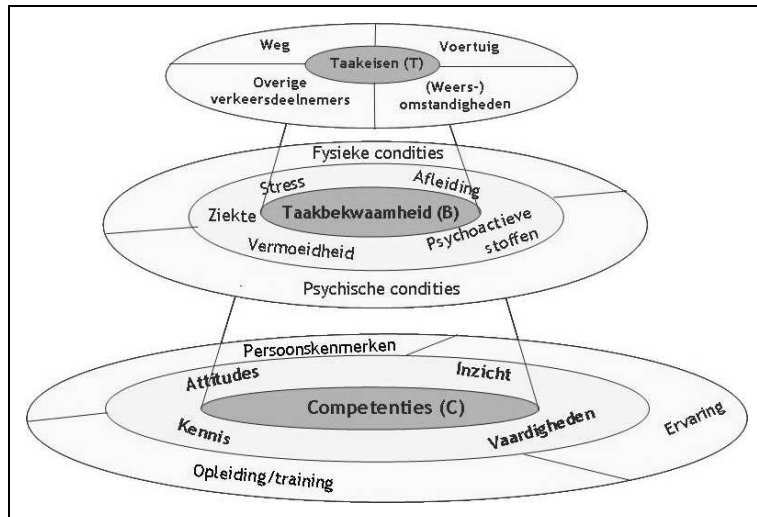 Weg
Voertuig
Taakeisen (T)
Overige
verkeersdeelnemers
(Weers-)
omstandigheden
Fysieke condities
Stress
Afleiding
Ziekte
Taakbekwaamheid (B)
Vermoeidheid
Psychoactieve
stoffen
Psychische condities
Persoonskenmerken
Attitudes
Inzicht
Competenties (C)
Kennis
Vaardigheden
Ervaring
Opleiding/training